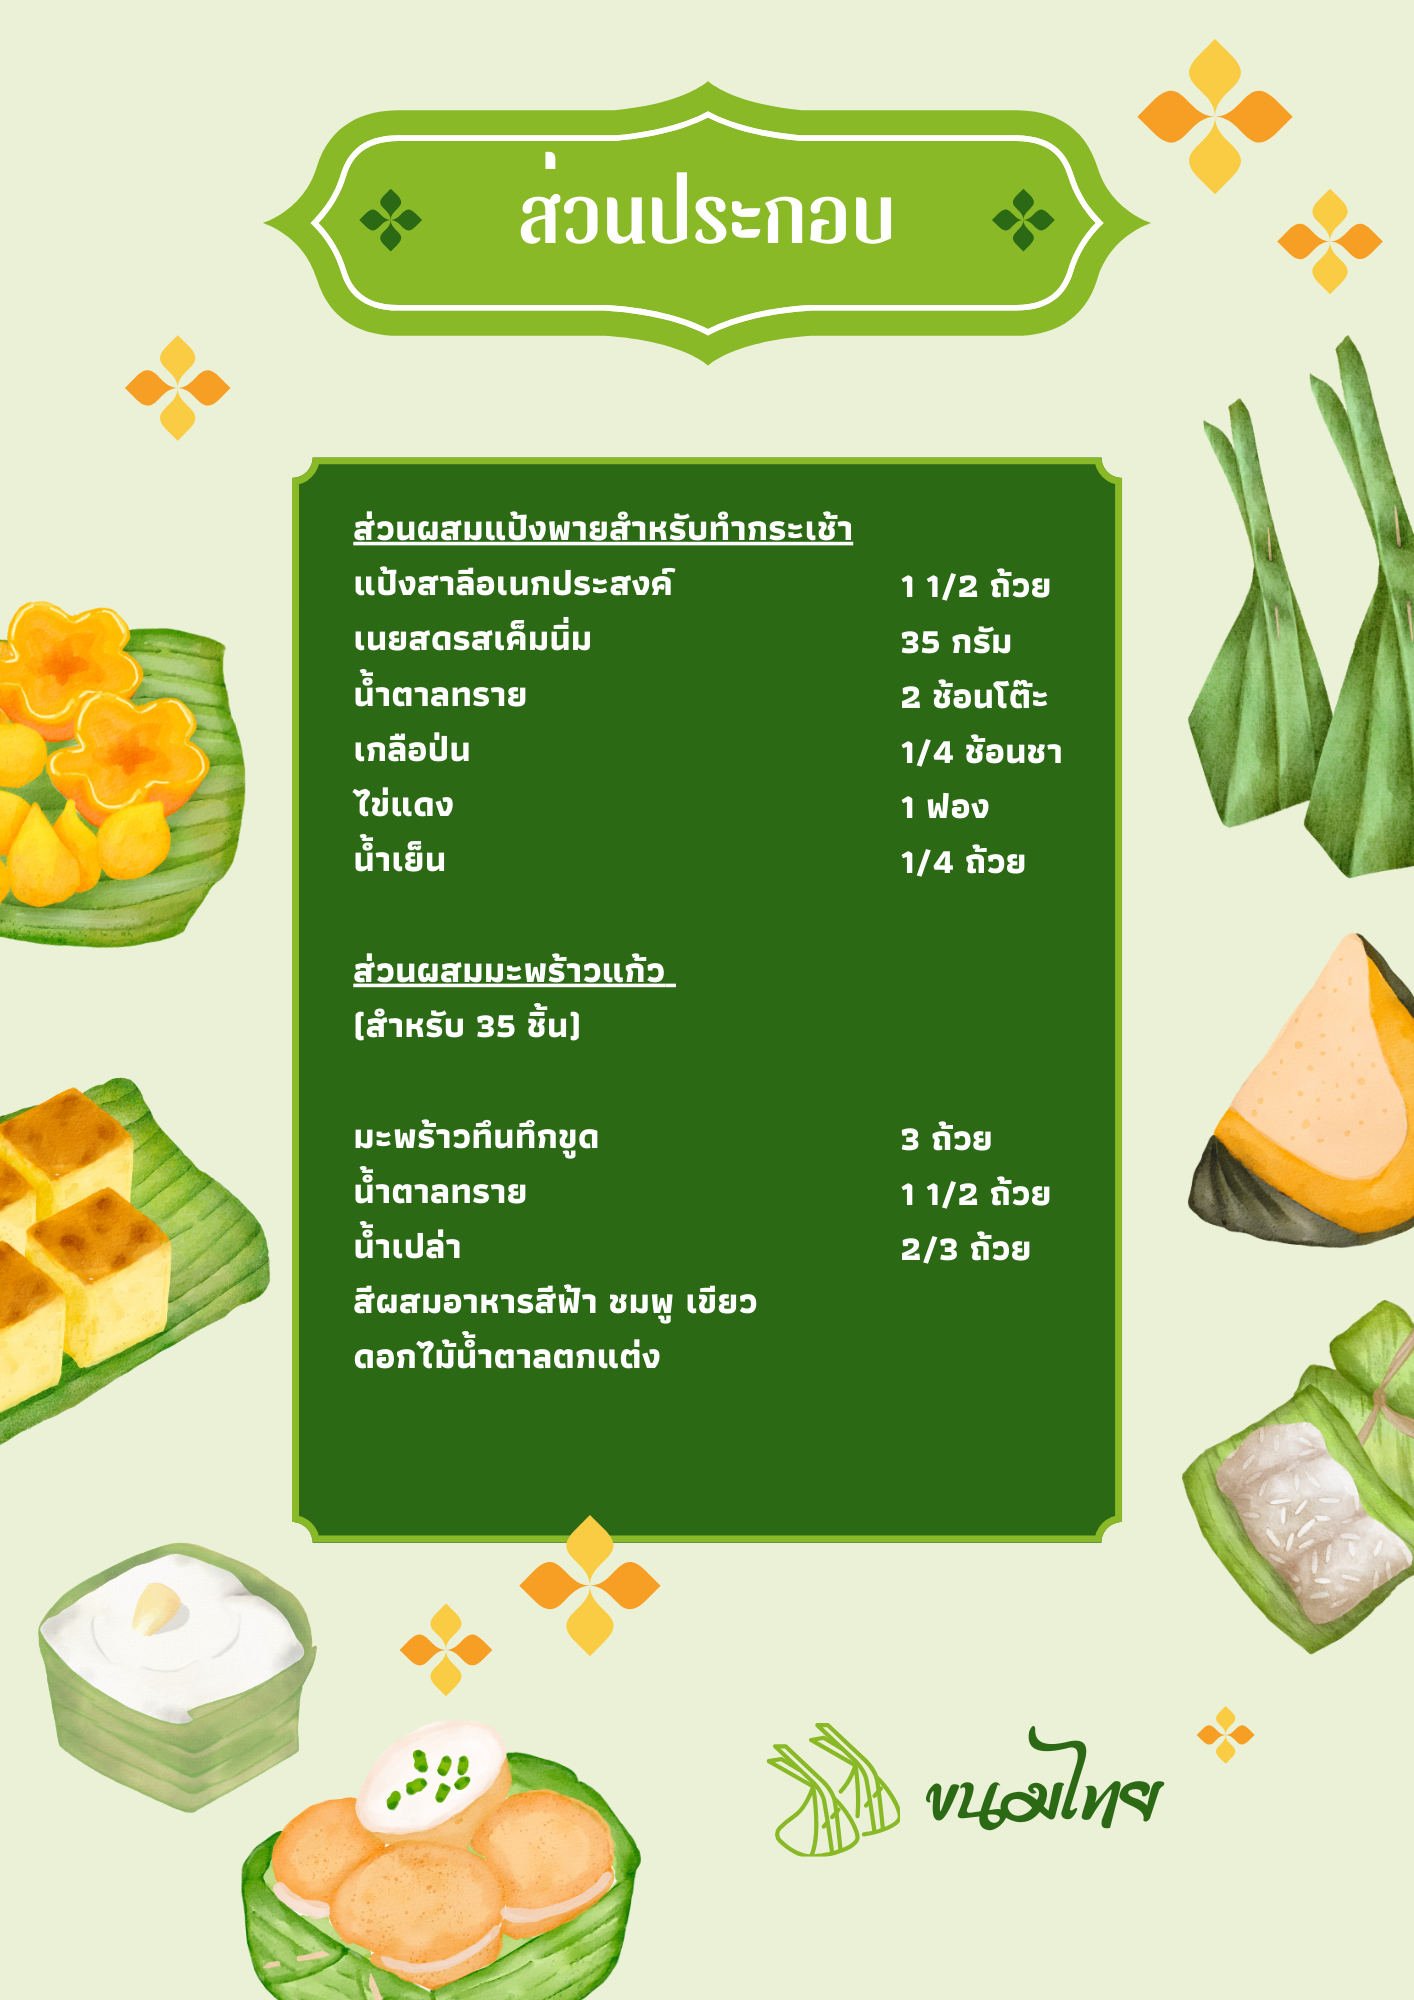 ส่วนประกอบ
ส่วนผสมแป้งพายสำหรับทำกระเช้า
แป้งสาลีอเนกประสงค์ 1 1/2 ถ้วย
เนยสดรสเค็มนิ่ม 35 กรัม
น้ำตาลทราย 2 ช้อนโต๊ะ
เกลือป่น 1/4 ช้อนชา
ไข่แดง 1 ฟอง
น้ำเย็น 1/4 ถ้วย
ส่วนผสมมะพร้าวแก้ว
(สำหรับ 35 ชิ้น)
มะพร้าวทึนทึกขูด 3 ถ้วย
น้ำตาลทราย 1 1/2 ถ้วย
น้ำเปล่า 2/3 ถ้วย
สีผสมอาหารสีฟ้า ชมพู เขียว
ดอกไม้น้ำตาลตกแต่ง
ขนมไทย